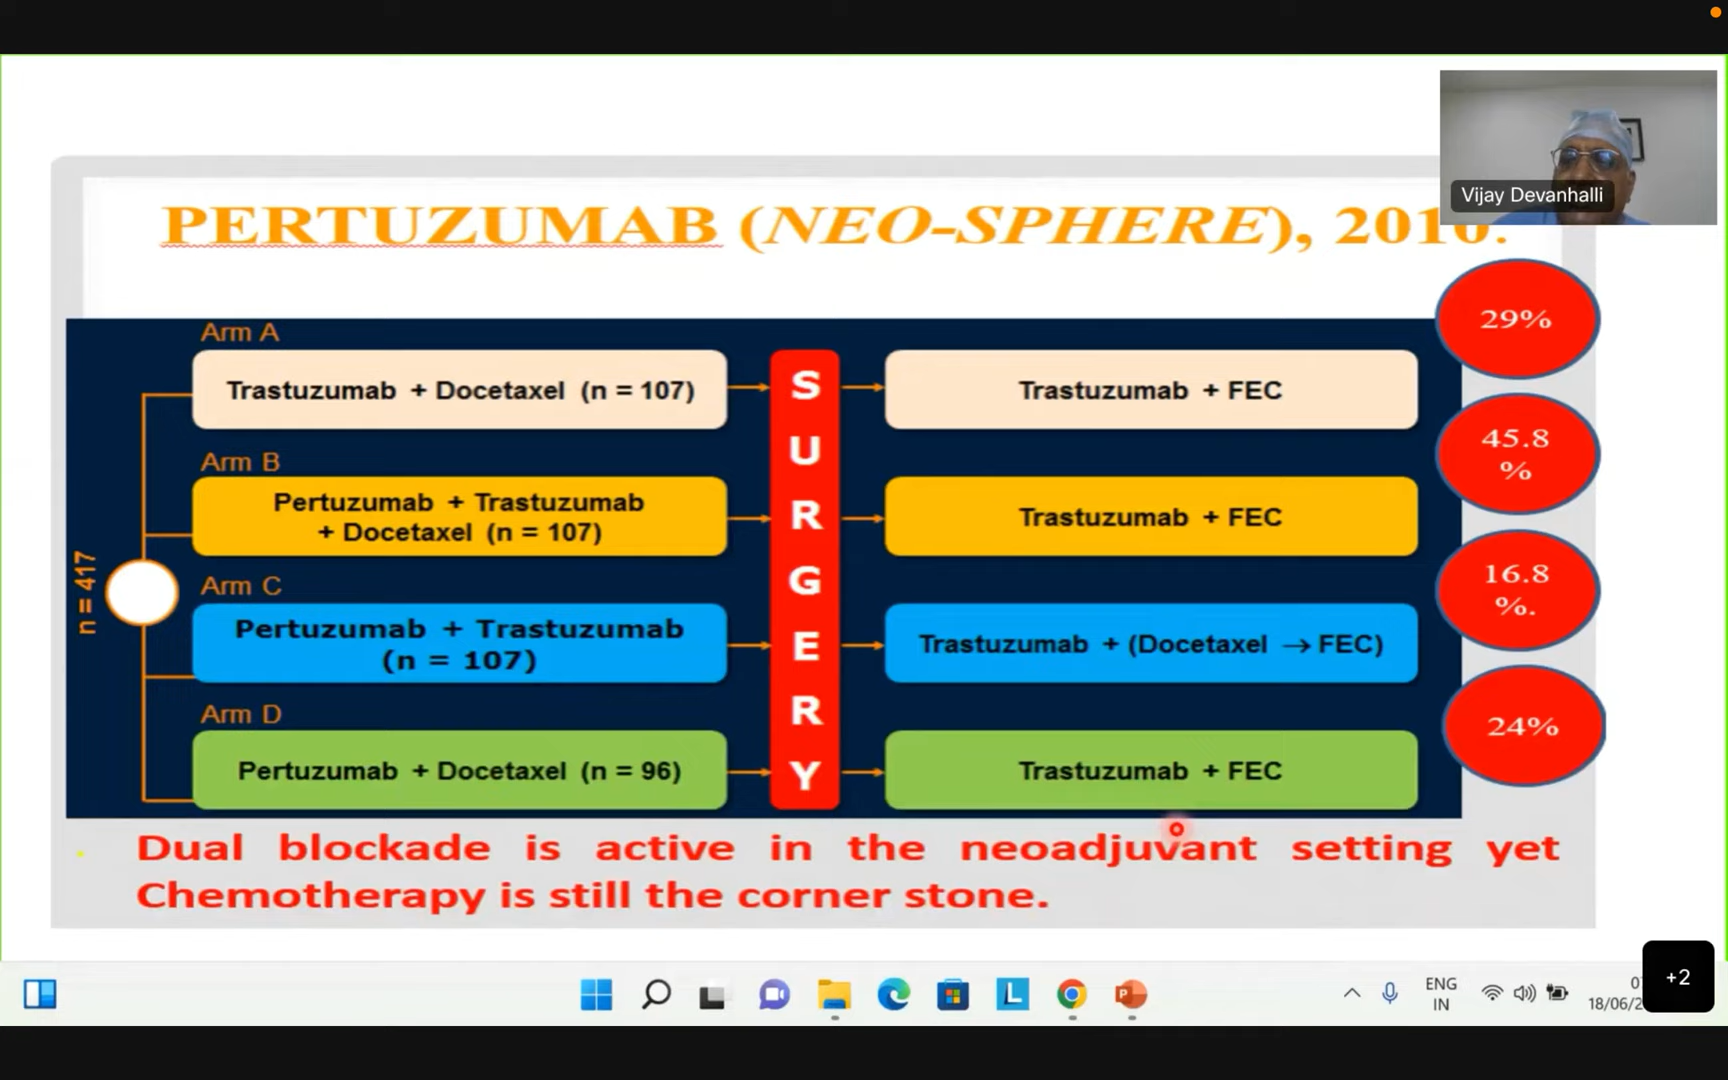 Vijay Devanhalli
PERTUZUMAB (NEO-SPHERE), 2010.
29%
Arm A
Trastuzumab + Docetaxel (n = 107)
Trastuzumab + FEC
45.8
%
Arm B
Pertuzumab + Trastuzumab
+ Docetaxel (n = 107)
Trastuzumab + FEC
n = 417
16.8
%.
Arm C
Pertuzumab + Trastuzumab
(n = 107)
Trastuzumab + (Docetaxel → FEC)
24%
Arm D
Pertuzumab + Docetaxel (n = 96)
Trastuzumab + FEC
S
U
R
G
E
R
Y
Dual blockade is active in the neoadjuvant setting yet
Chemotherapy is still the corner stone.
L
P
ENG
IN
18/06/2
+2